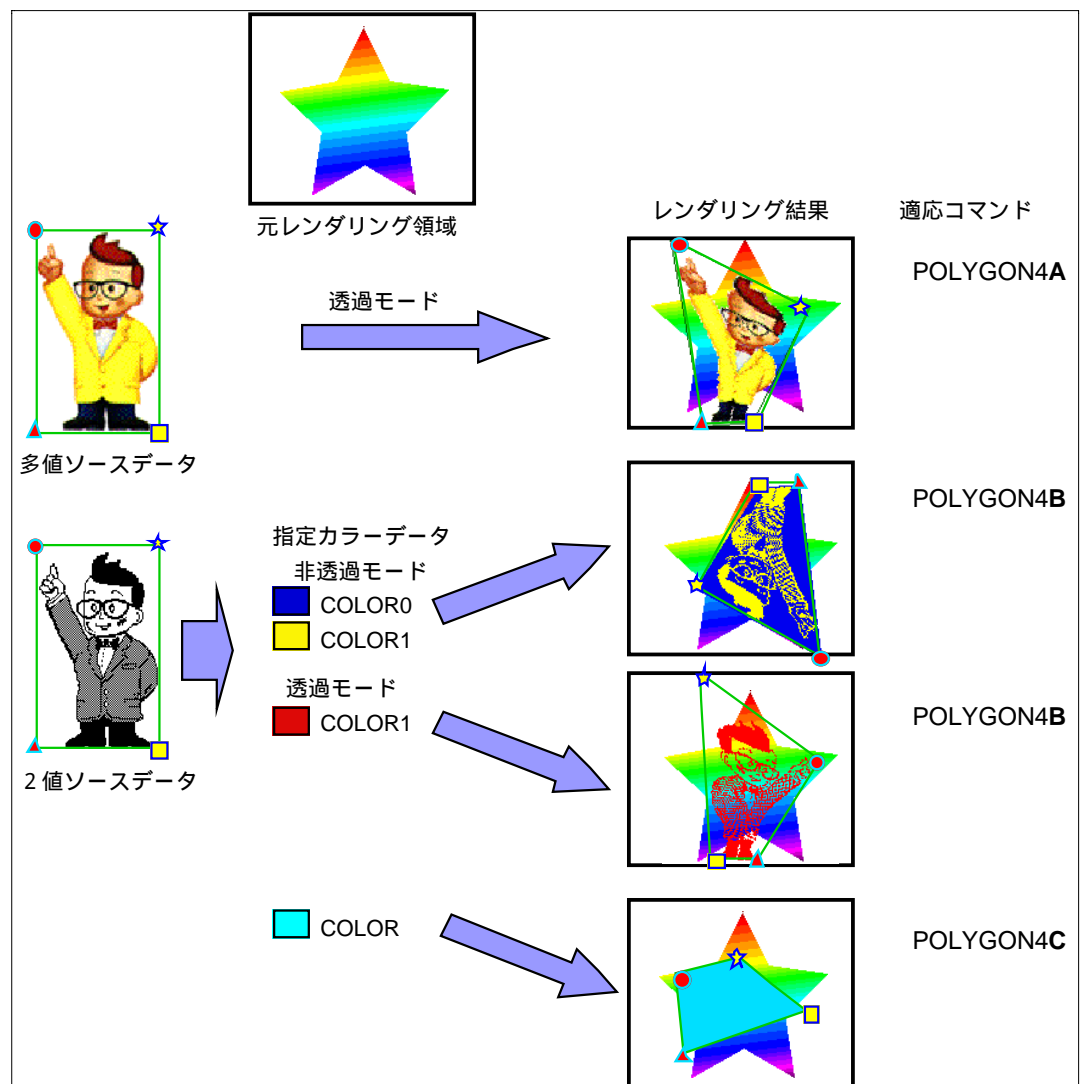 元レンダリング領域
レンダリング結果
適応コマンド
透過モード
POLYGON4A
多値ソースデータ
指定カラーデータ
非透過モード
COLOR0
COLOR1
POLYGON4B
透過モード
COLOR1
POLYGON4B
2値ソースデータ
COLOR
POLYGON4C